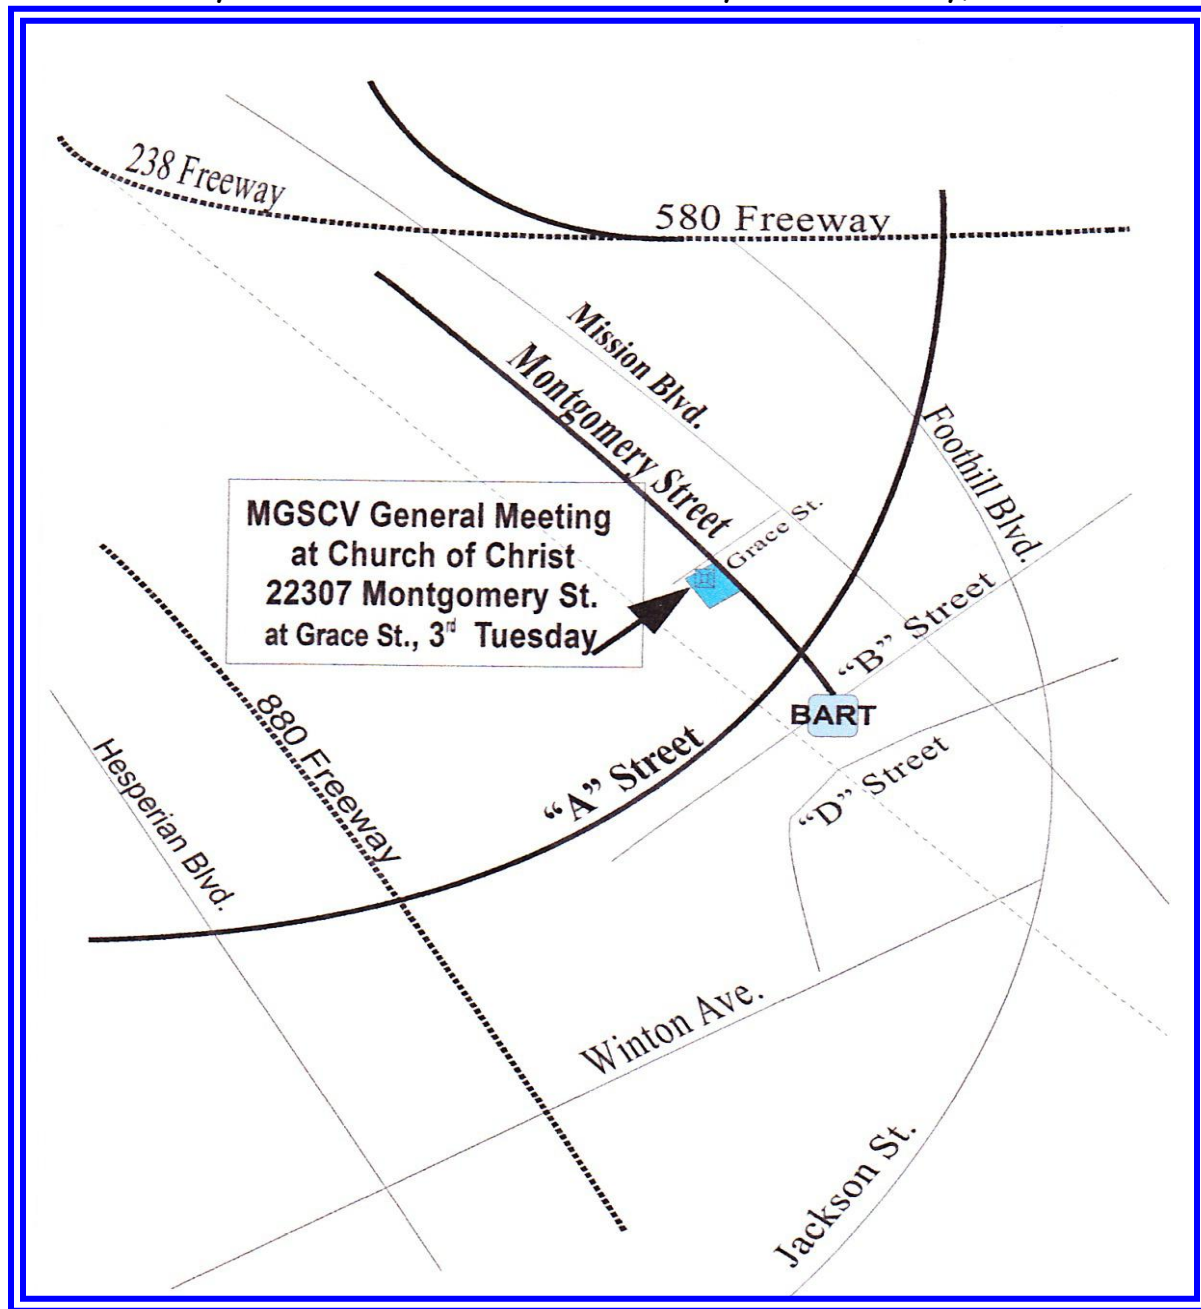 238 Freeway
580 Freeway
Mission Blvd.
Montgomery Street
Foothill Blvd.
Grace St.
MGSCV General Meeting
at Church of Christ
22307 Montgomery St.
at Grace St., 3rd Tuesday
“B” Street
BART
880 Freeway
“A” Street
“D” Street
Hesperian Blvd.
Winton Ave.
Jackson St.